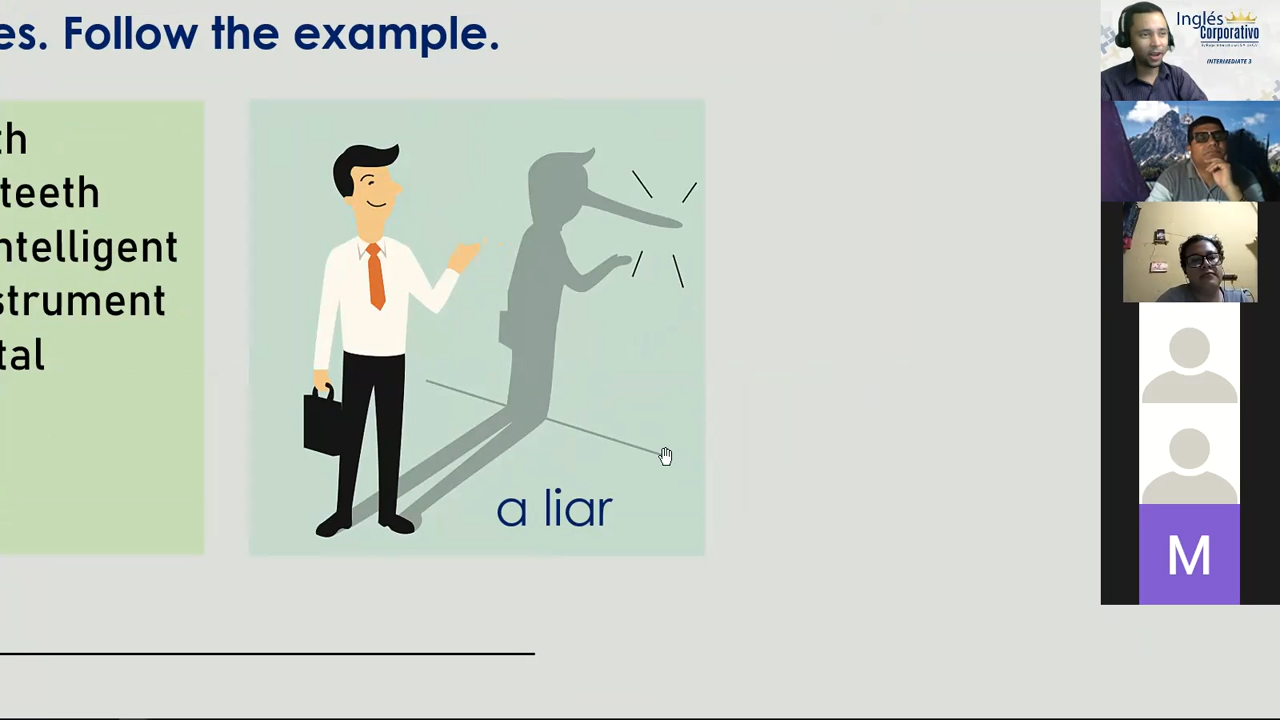 es. Follow the example.
th
teeth
ntelligent
strument
tal
a liar
Inglés
Corporativo
INTERMEDIATE 3
M